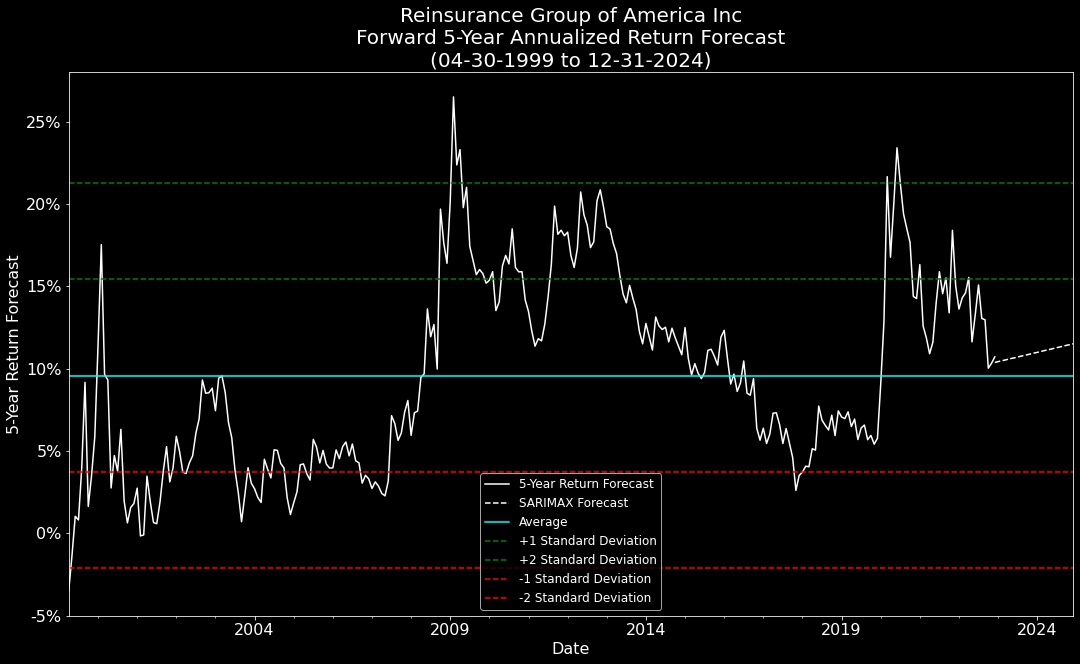 Reinsurance Group of America Inc
Forward 5-Year Annualized Return Forecast
(04-30-1999 to 12-31-2024)
5-Year Return Forecast
25%
20%
15%
10%
5%
0%
-5%
5-Year Return Forecast
SARIMAX Forecast
Average
+1 Standard Deviation
+2 Standard Deviation
-1 Standard Deviation
-2 Standard Deviation
2004 2009 2014 2019 2024
Date